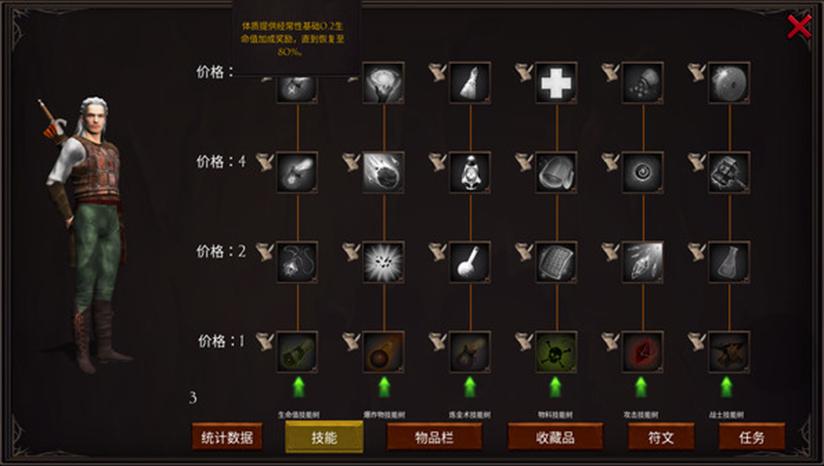 体质提供经常性基础0.2生
命值加成奖励，直到恢复至
80%。
价格：
价格：4
价格：2
价格：1
3
生命值技能树 爆炸物技能树 炼金术技能树 物料技能树 攻击技能树 战士技能树
统计数据 技能 物品栏 收藏品 符文 任务